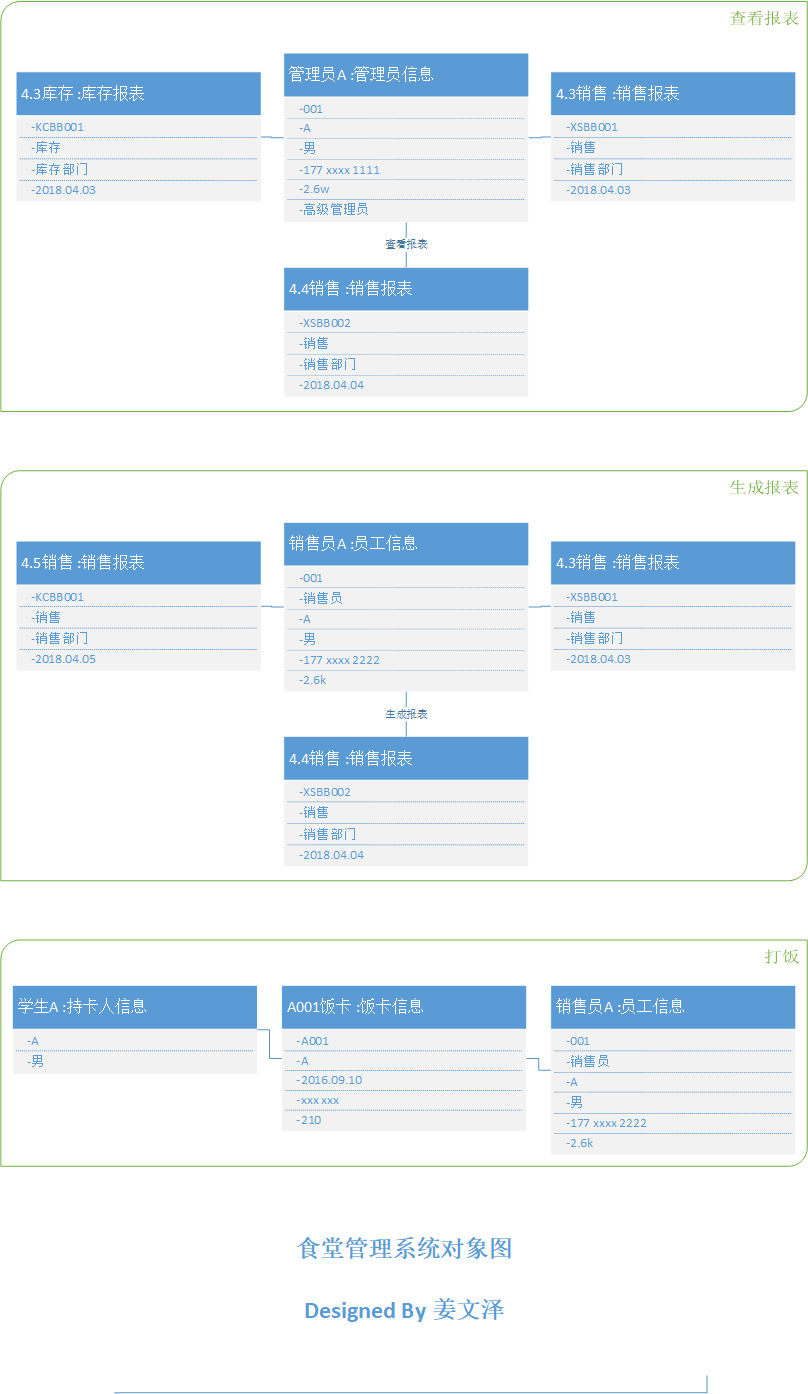 查看报表
4.3库存 :库存报表
-KCBB001
-库存
-库存部门
-2018.04.03
管理员A :管理员信息
-001
-A
-男
-177 xxxx 1111
-2.6w
-高级管理员
4.3销售 :销售报表
-XSBB001
-销售
-销售部门
-2018.04.03
查看报表
4.4销售 :销售报表
-XSBB002
-销售
-销售部门
-2018.04.04
生成报表
4.5销售 :销售报表
-KCBB001
-销售
-销售部门
-2018.04.05
销售员A :员工信息
-001
-销售员
-A
-男
-177 xxxx 2222
-2.6k
4.3销售 :销售报表
-XSBB001
-销售
-销售部门
-2018.04.03
生成报表
4.4销售 :销售报表
-XSBB002
-销售
-销售部门
-2018.04.04
打饭
学生A :持卡人信息
-A
-男
A001饭卡 :饭卡信息
-A001
-A
-2016.09.10
-xxx xxx
-210
销售员A :员工信息
-001
-销售员
-A
-男
-177 xxxx 2222
-2.6k
食堂管理系统对象图
Designed By 姜文泽